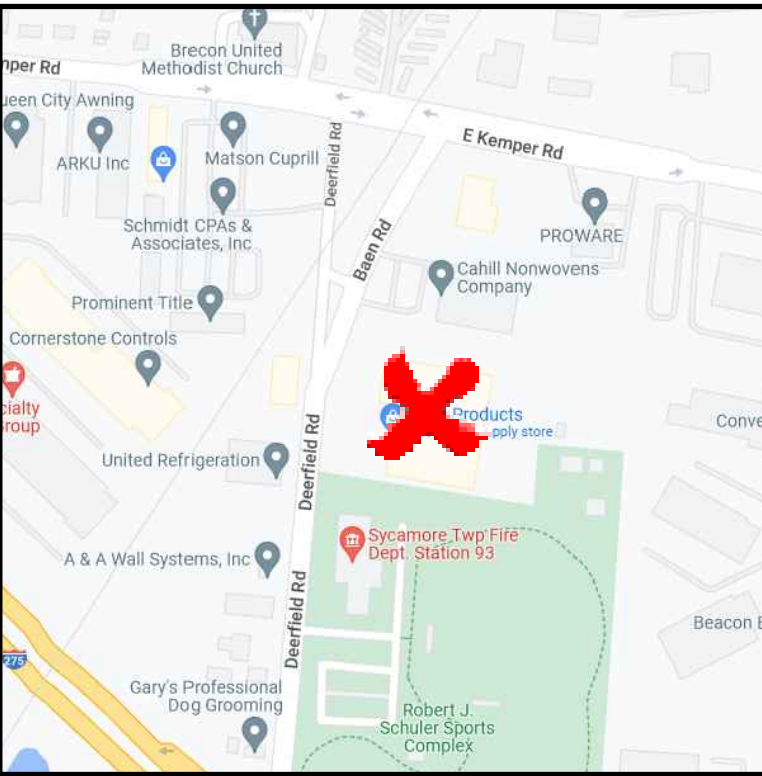 Brecon United
Methodist Church
nper Rd
ueen City Awning
ARKU Inc
Matson Cuprill
Deerfield Rd
E Kemper Rd
Schmidt CPAs &
Associates, Inc
Baen Rd
PROWARE
Cahill Nonwovens
Company
Prominent Title
Cornerstone Controls
cialty
Group
Products
pply store
Conve
United Refrigeration
Deerfield Rd
Sycamore Twp Fire
Dept. Station 93
A & A Wall Systems, Inc
Deerfield Rd
Beacon
275
Gary's Professional
Dog Grooming
Robert J.
Schuler Sports
Complex